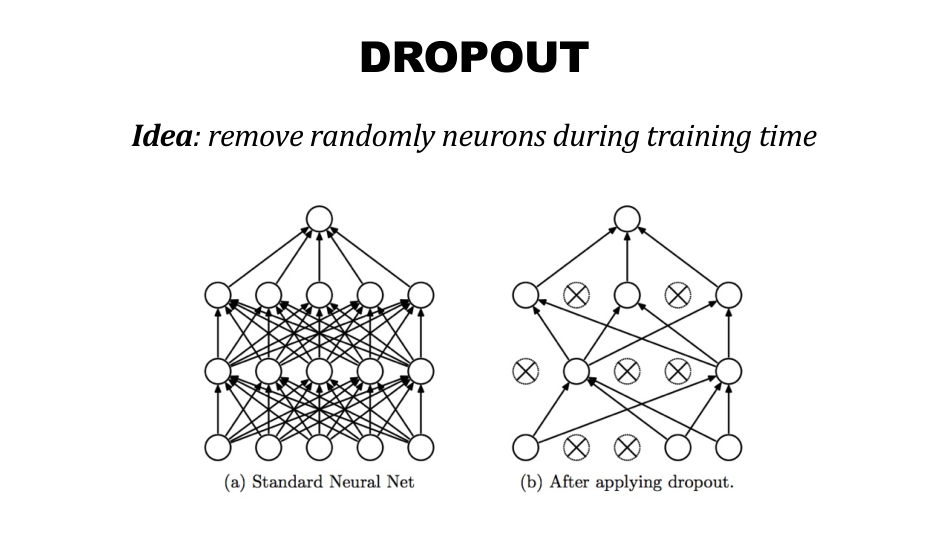 DROPOUT
Idea: remove randomly neurons during training time
(a) Standard Neural Net
(b) After applying dropout.